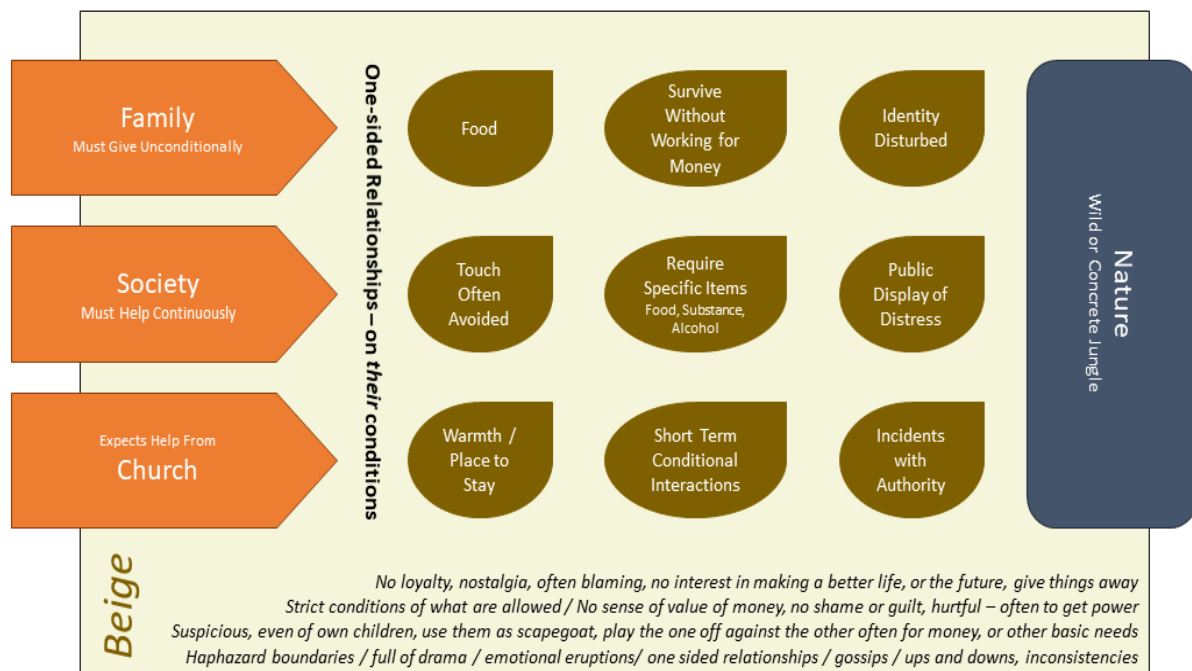 Family
Must Give Unconditionally
Society
Must Help Continuously
Expects Help From
Church
One-sided Relationships – on their conditions
Food
Survive
Without
Working for
Money
Identity
Disturbed
Touch
Often
Avoided
Require
Specific Items
Food, Substance,
Alcohol
Public
Display of
Distress
Warmth /
Place to
Stay
Short Term
Conditional
Interactions
Incidents
with
Authority
Nature
Wild or Concrete Jungle
Beige
No loyalty, nostalgia, often blaming, no interest in making a better life, or the future, give things away
Strict conditions of what are allowed / No sense of value of money, no shame or guilt, hurtful – often to get power
Suspicious, even of own children, use them as scapegoat, play the one off against the other often for money, or other basic needs
Haphazard boundaries / full of drama / emotional eruptions/ one sided relationships / gossips / ups and downs, inconsistencies